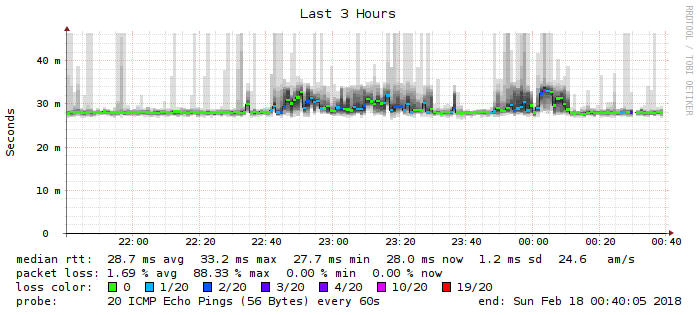 Last 3 Hours
RRDTOOL / TOBI OETIKER
Seconds
40 m
30 m
20 m
10 m
0
22:00 22:20 22:40 23:00 23:20 23:40 00:00 00:20 00:40
median rtt: 28.7 ms avg 33.2 ms max 27.7 ms min 28.0 ms now 1.2 ms sd 24.6 am/s
packet loss: 1.69 % avg 88.33 % max 0.00 % min 0.00 % now
loss color: 0 1/20 2/20 3/20 4/20 10/20 19/20
probe: 20 ICMP Echo Pings (56 Bytes) every 60s end: Sun Feb 18 00:40:05 2018